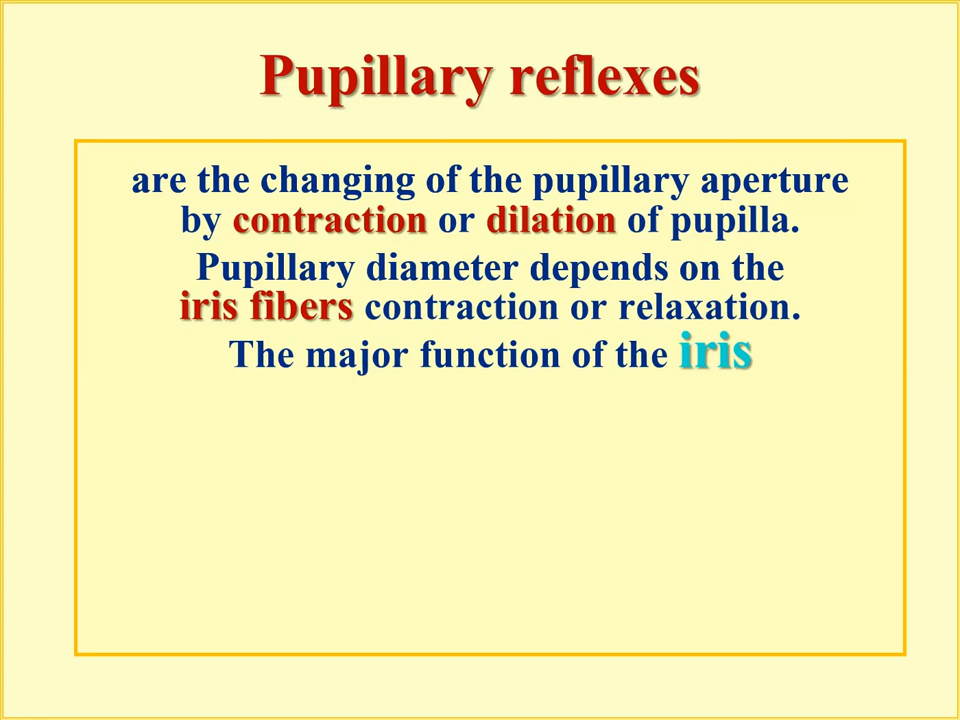 Pupillary reflexes
are the changing of the pupillary aperture
by contraction or dilation of pupilla.
Pupillary diameter depends on the
iris fibers contraction or relaxation.
The major function of the iris